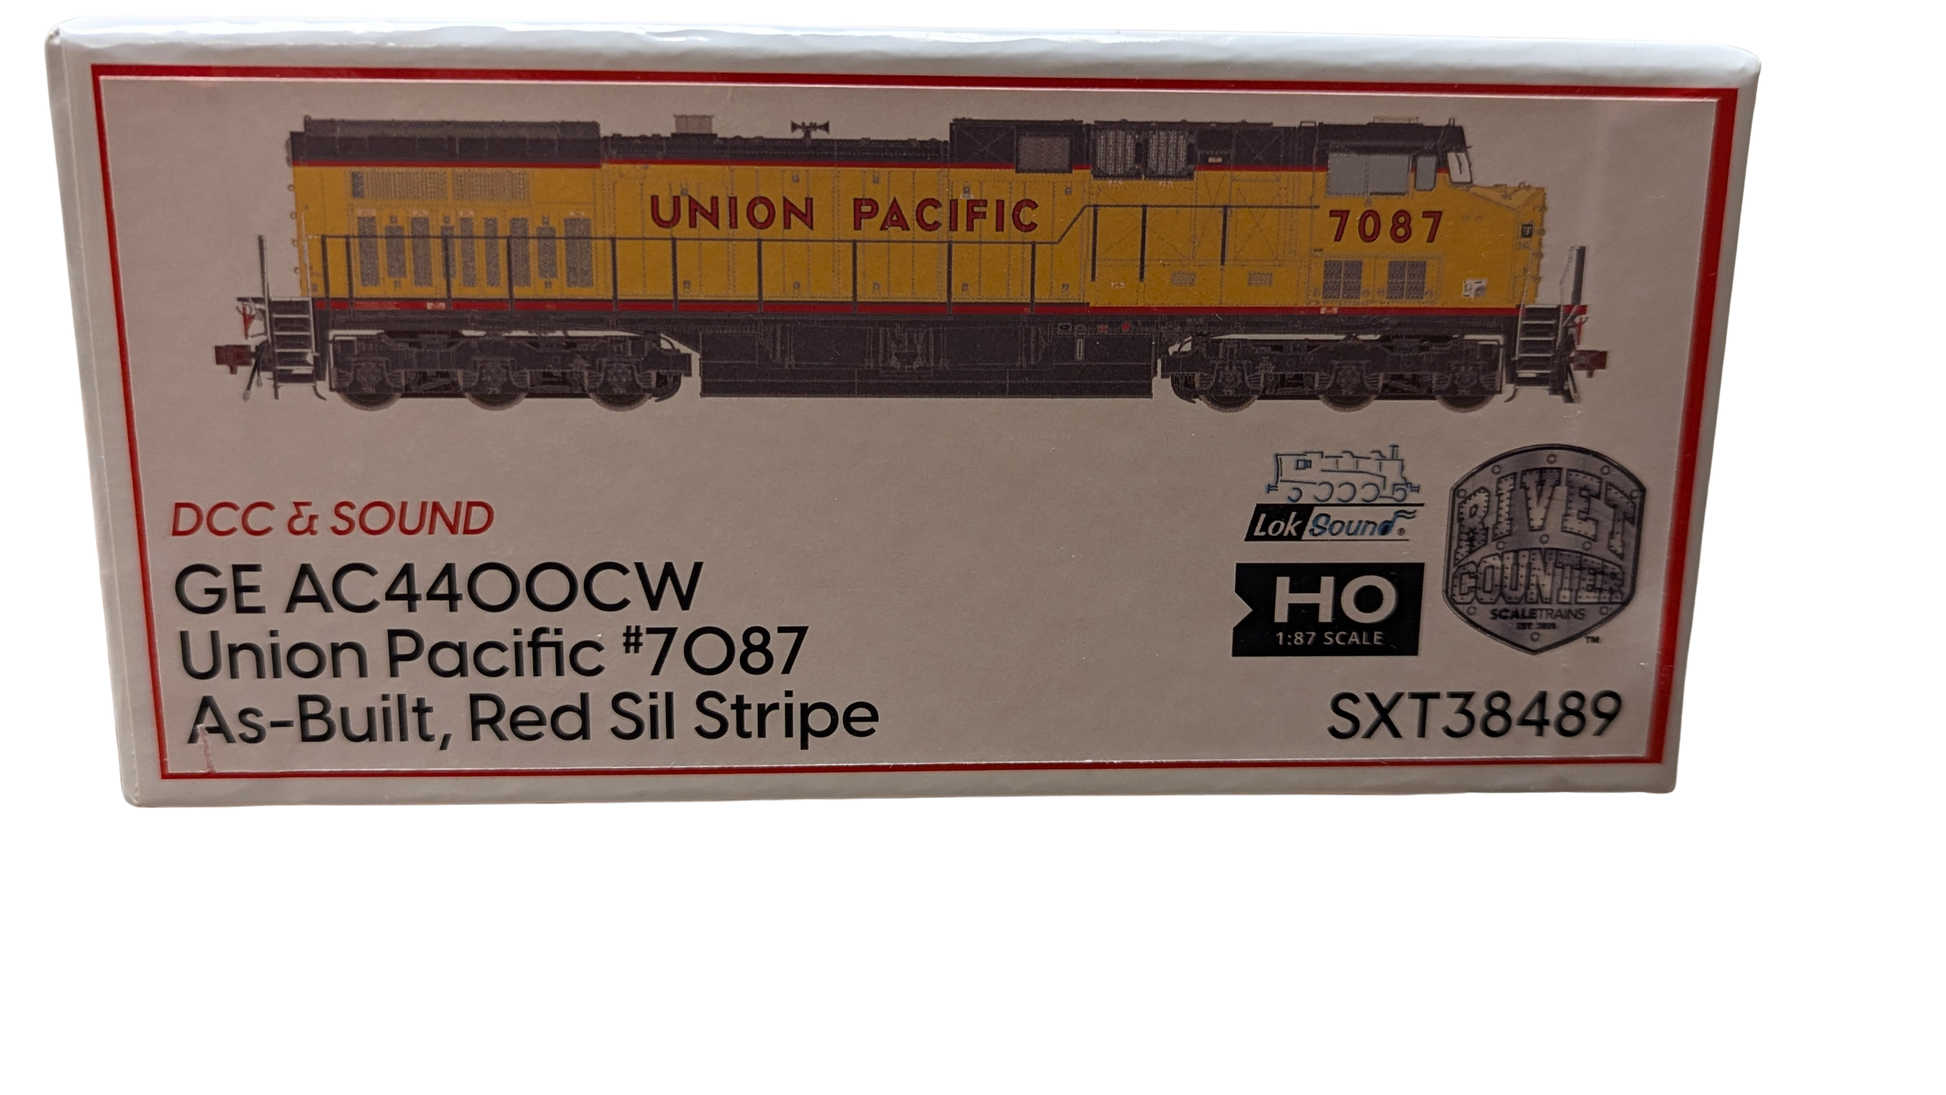 UNION PACIFIC
7087
DCC & SOUND
GE AC4400CW
Union Pacific #7087
As-Built, Red Sil Stripe
LokSound®
HO
1:87 SCALE
RIVET
COUNTER
SCALETRAINS
™
SXT38489